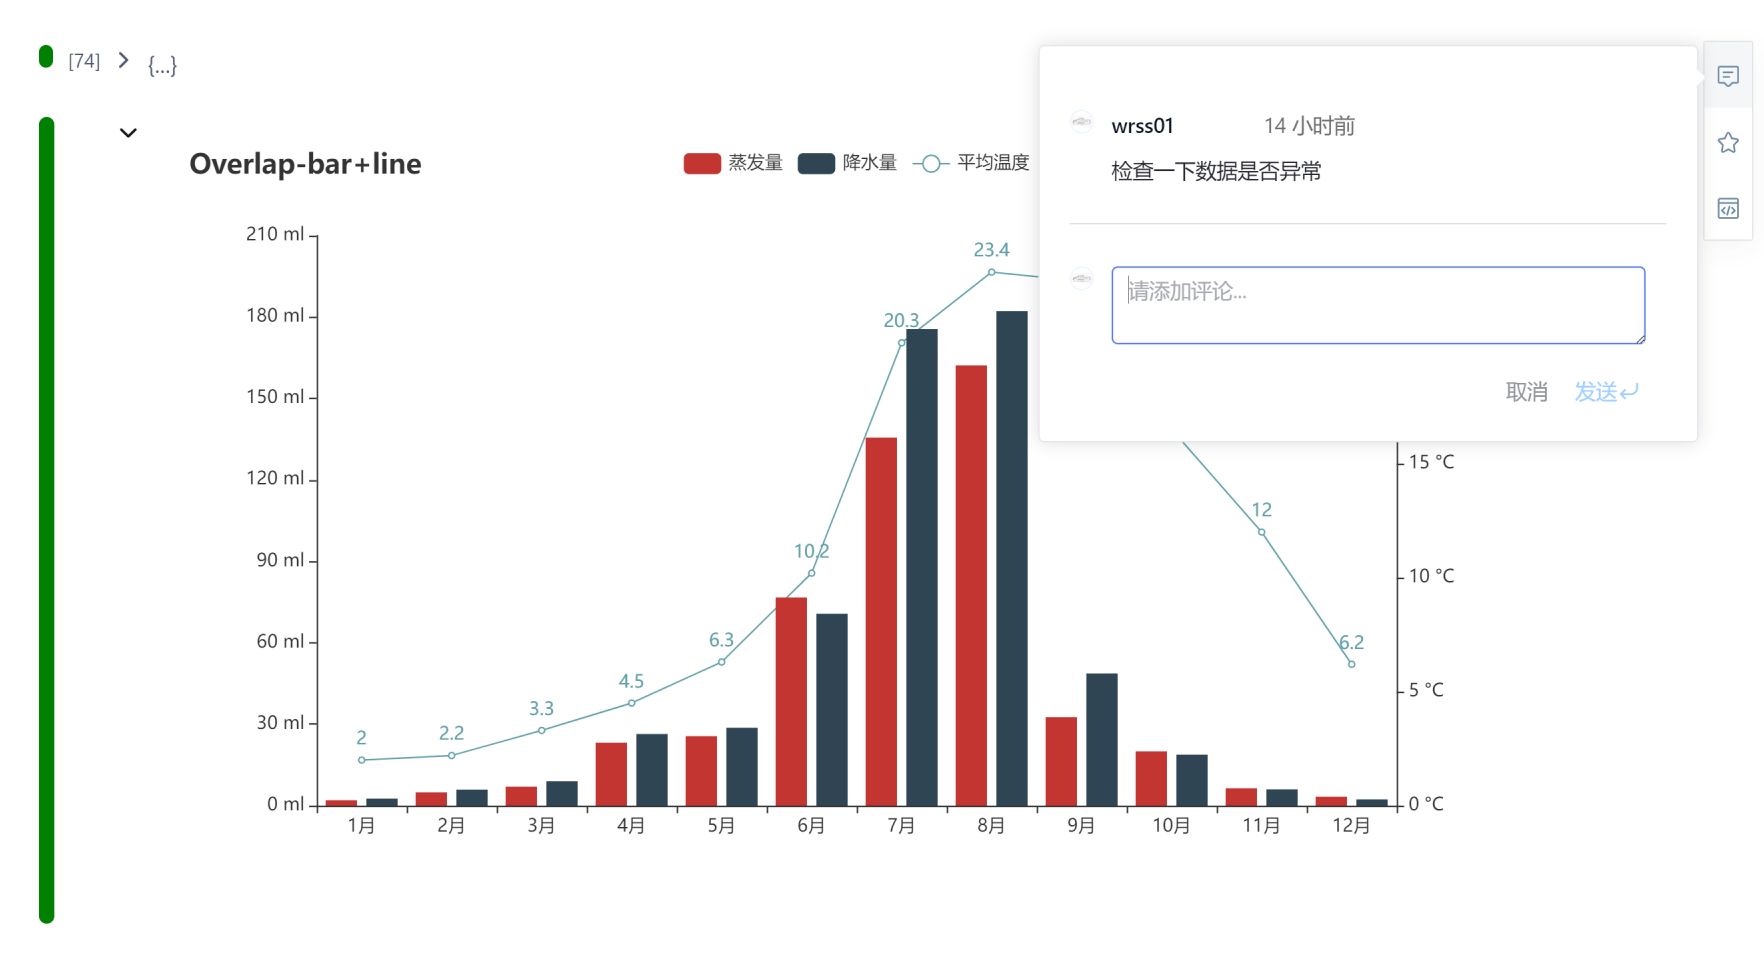 [74] {...}
wrss01 14 小时前
检查一下数据是否异常
请添加评论...
取消 发送
Overlap-bar+line
蒸发量 降水量 平均温度
210 ml
180 ml
150 ml
120 ml
90 ml
60 ml
30 ml
0 ml
2
2.2
3.3
4.5
6.3
10.2
20.3
23.4
12
6.2
15 °C
10 °C
5 °C
0 °C
1月 2月 3月 4月 5月 6月 7月 8月 9月 10月 11月 12月